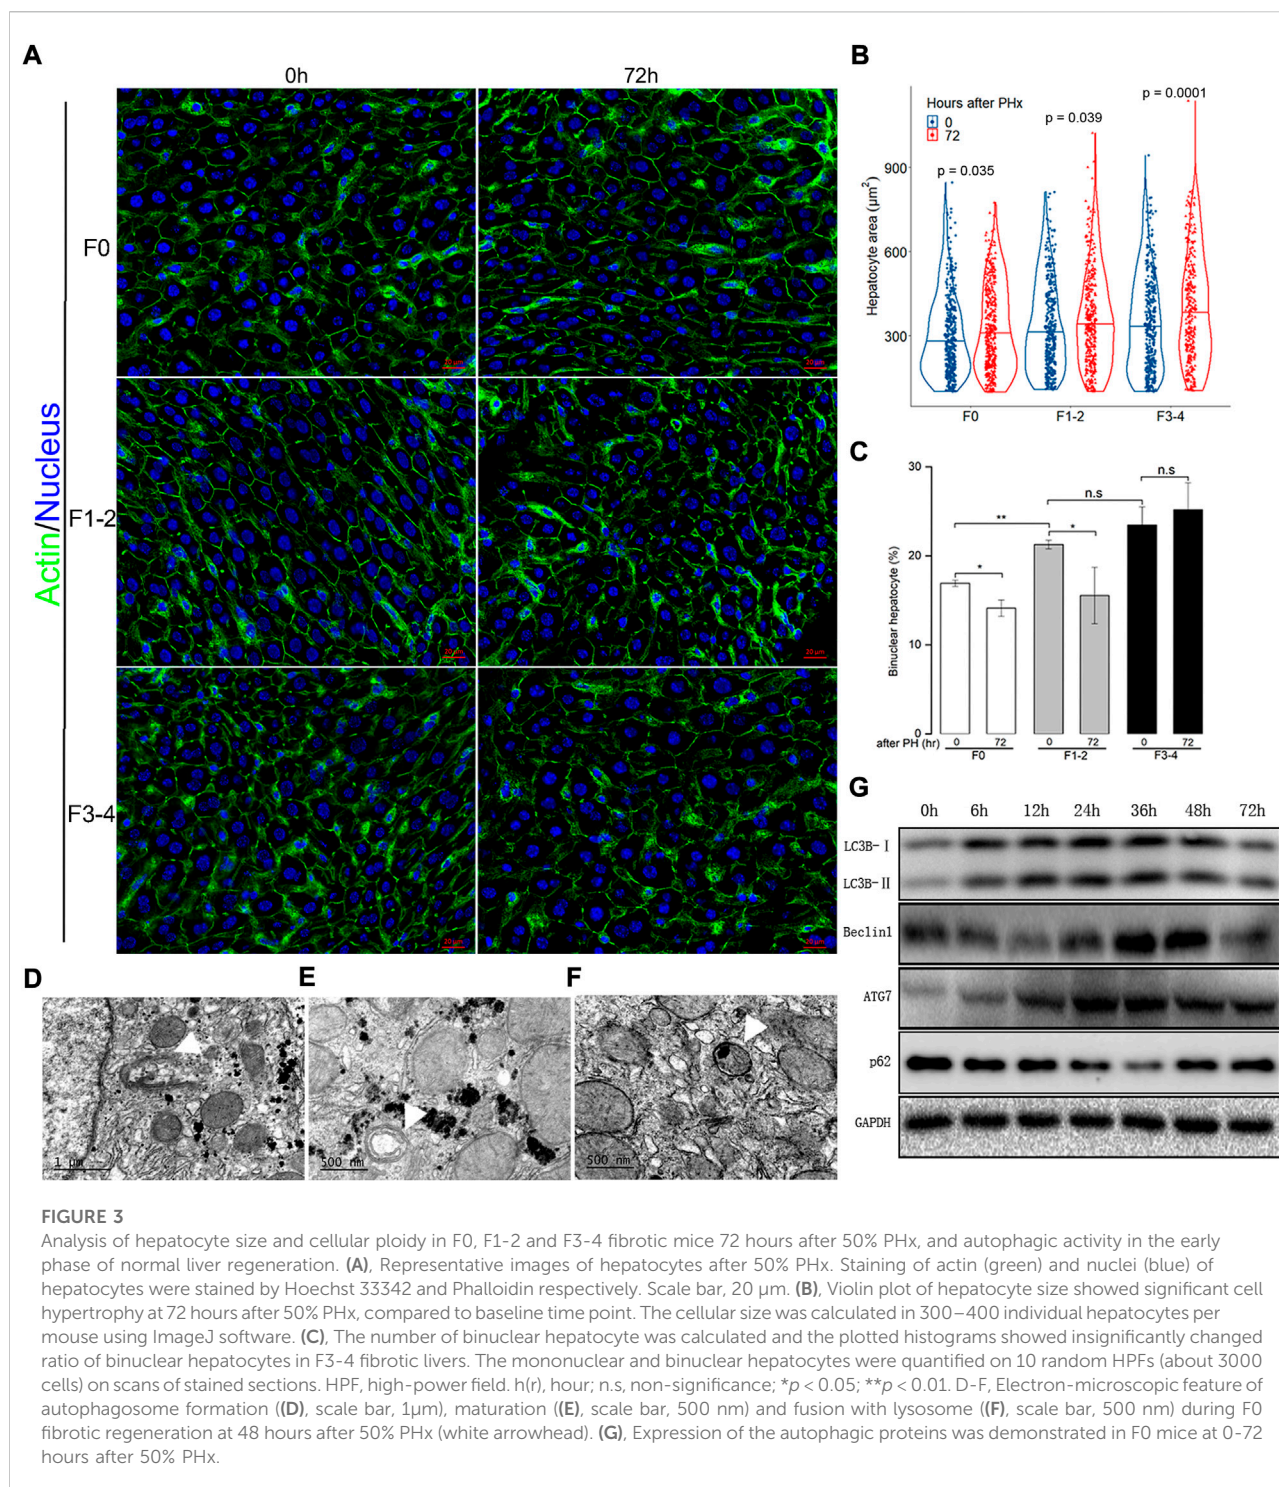 A
0h
72h
F0
F1-2
F3-4
Actin/Nucleus
20 μm
20 μm
20 μm
20 μm
20 μm
20 μm
B
Hours after PHx
0
72
p = 0.035
p = 0.039
p = 0.0001
Hepatocyte area (µm²)
900
600
300
F0
F1-2
F3-4
C
Binuclear hepatocyte (%)
30
20
10
0
*
**
*
n.s
n.s
after PH (hr)
0
72
0
72
0
72
F0
F1-2
F3-4
D
1 µm
E
500 nm
F
500 nm
G
0h 6h 12h 24h 36h 48h 72h
LC3B-Ⅰ
LC3B-Ⅱ
Beclin1
ATG7
p62
GAPDH
FIGURE 3
Analysis of hepatocyte size and cellular ploidy in F0, F1-2 and F3-4 fibrotic mice 72 hours after 50% PHx, and autophagic activity in the early
phase of normal liver regeneration. (A), Representative images of hepatocytes after 50% PHx. Staining of actin (green) and nuclei (blue) of
hepatocytes were stained by Hoechst 33342 and Phalloidin respectively. Scale bar, 20 µm. (B), Violin plot of hepatocyte size showed significant cell
hypertrophy at 72 hours after 50% PHx, compared to baseline time point. The cellular size was calculated in 300–400 individual hepatocytes per
mouse using ImageJ software. (C), The number of binuclear hepatocyte was calculated and the plotted histograms showed insignificantly changed
ratio of binuclear hepatocytes in F3-4 fibrotic livers. The mononuclear and binuclear hepatocytes were quantified on 10 random HPFs (about 3000
cells) on scans of stained sections. HPF, high-power field. h(r), hour; n.s, non-significance; *p < 0.05; **p < 0.01. D-F, Electron-microscopic feature of
autophagosome formation ((D), scale bar, 1µm), maturation ((E), scale bar, 500 nm) and fusion with lysosome ((F), scale bar, 500 nm) during F0
fibrotic regeneration at 48 hours after 50% PHx (white arrowhead). (G), Expression of the autophagic proteins was demonstrated in F0 mice at 0-72
hours after 50% PHx.